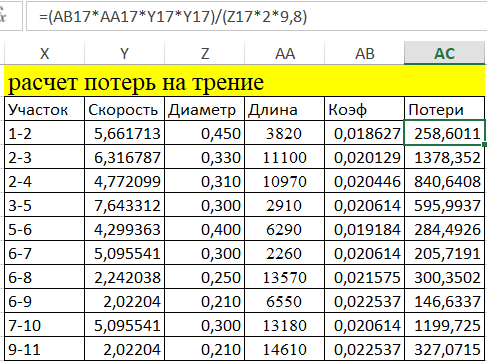 =(AB17*AA17*Y17*Y17)/(Z17*2*9,8)
X Y Z AA AB AC
расчет потерь на трение
Участок Скорость Диаметр Длина Коэф Потери
1-2 5,661713 0,450 3820 0,018627 258,6011
2-3 6,316787 0,330 11100 0,020129 1378,352
2-4 4,772099 0,310 10970 0,020446 840,6408
3-5 7,643312 0,300 2910 0,020614 595,9937
5-6 4,299363 0,400 6290 0,019184 284,4926
6-7 5,095541 0,300 2260 0,020614 205,7191
6-8 2,242038 0,250 13570 0,021575 300,3502
6-9 2,02204 0,210 6550 0,022537 146,6337
7-10 5,095541 0,300 13180 0,020614 1199,725
9-11 2,02204 0,210 14610 0,022537 327,0715